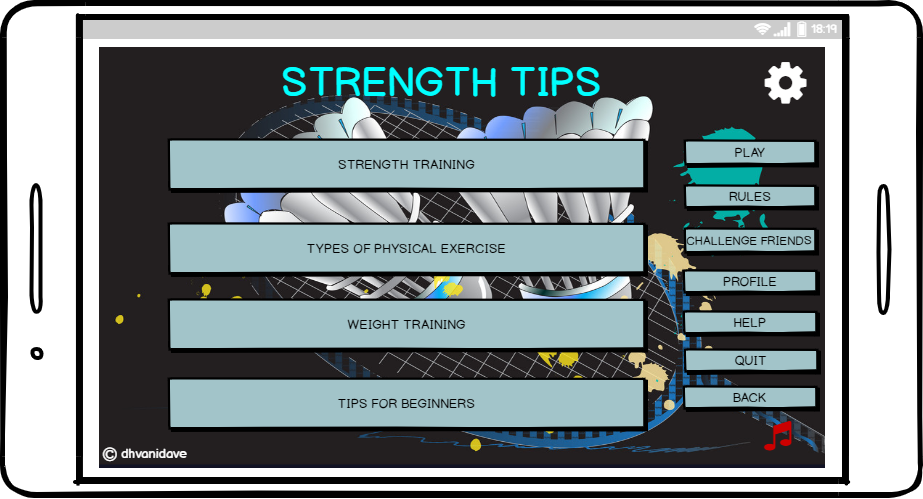 18:19
STRENGTH TIPS
STRENGTH TRAINING
TYPES OF PHYSICAL EXERCISE
WEIGHT TRAINING
TIPS FOR BEGINNERS
PLAY
RULES
CHALLENGE FRIENDS
PROFILE
HELP
QUIT
BACK
© dhvanidave